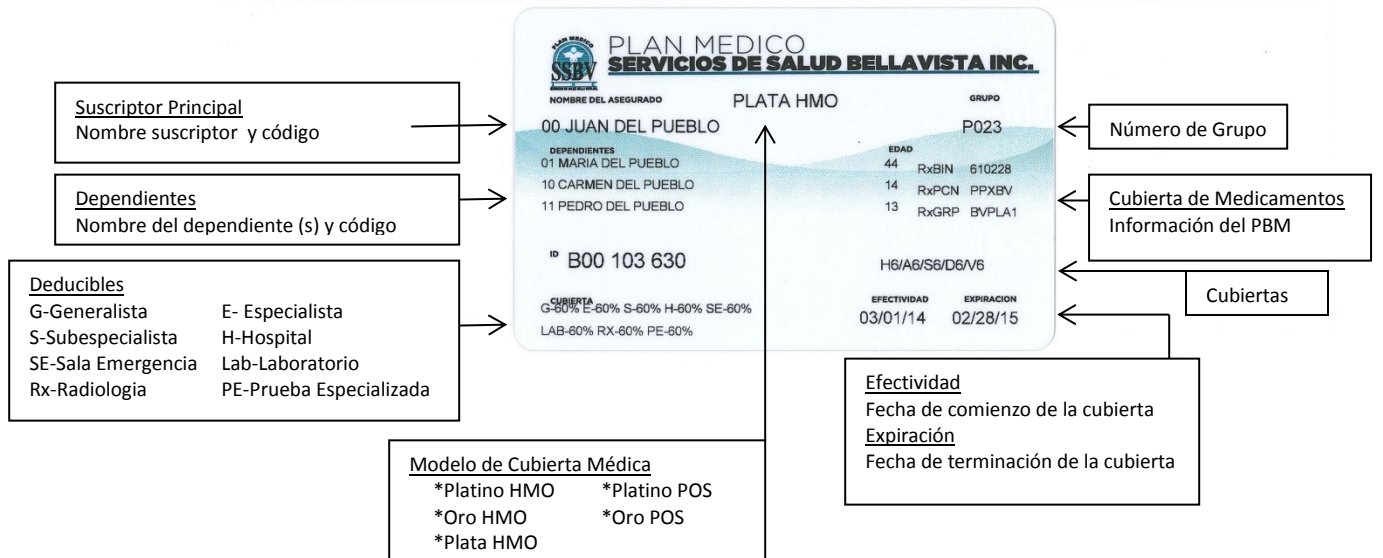 PLAN MEDICO
SSBV
PLAN MEDICO
SERVICIOS DE SALUD BELLAVISTA INC.
NOMBRE DEL ASEGURADO
PLATA HMO
GRUPO
00 JUAN DEL PUEBLO
P023
DEPENDIENTES
EDAD
01 MARIA DEL PUEBLO
44 RxBIN 610228
10 CARMEN DEL PUEBLO
14 RxPCN PPXBV
11 PEDRO DEL PUEBLO
13 RxGRP BVPLA1
ID B00 103 630
H6/A6/S6/D6/V6
CUBIERTA
G-60% E-60% S-60% H-60% SE-60%
LAB-60% RX-60% PE-60%
EFECTIVIDAD EXPIRACION
03/01/14 02/28/15
Suscriptor Principal
Nombre suscriptor y código
Dependientes
Nombre del dependiente (s) y código
Deducibles
G-Generalista E- Especialista
S-Subespecialista H-Hospital
SE-Sala Emergencia Lab-Laboratorio
Rx-Radiologia PE-Prueba Especializada
Modelo de Cubierta Médica
*Platino HMO *Platino POS
*Oro HMO *Oro POS
*Plata HMO
Número de Grupo
Cubierta de Medicamentos
Información del PBM
Cubiertas
Efectividad
Fecha de comienzo de la cubierta
Expiración
Fecha de terminación de la cubierta